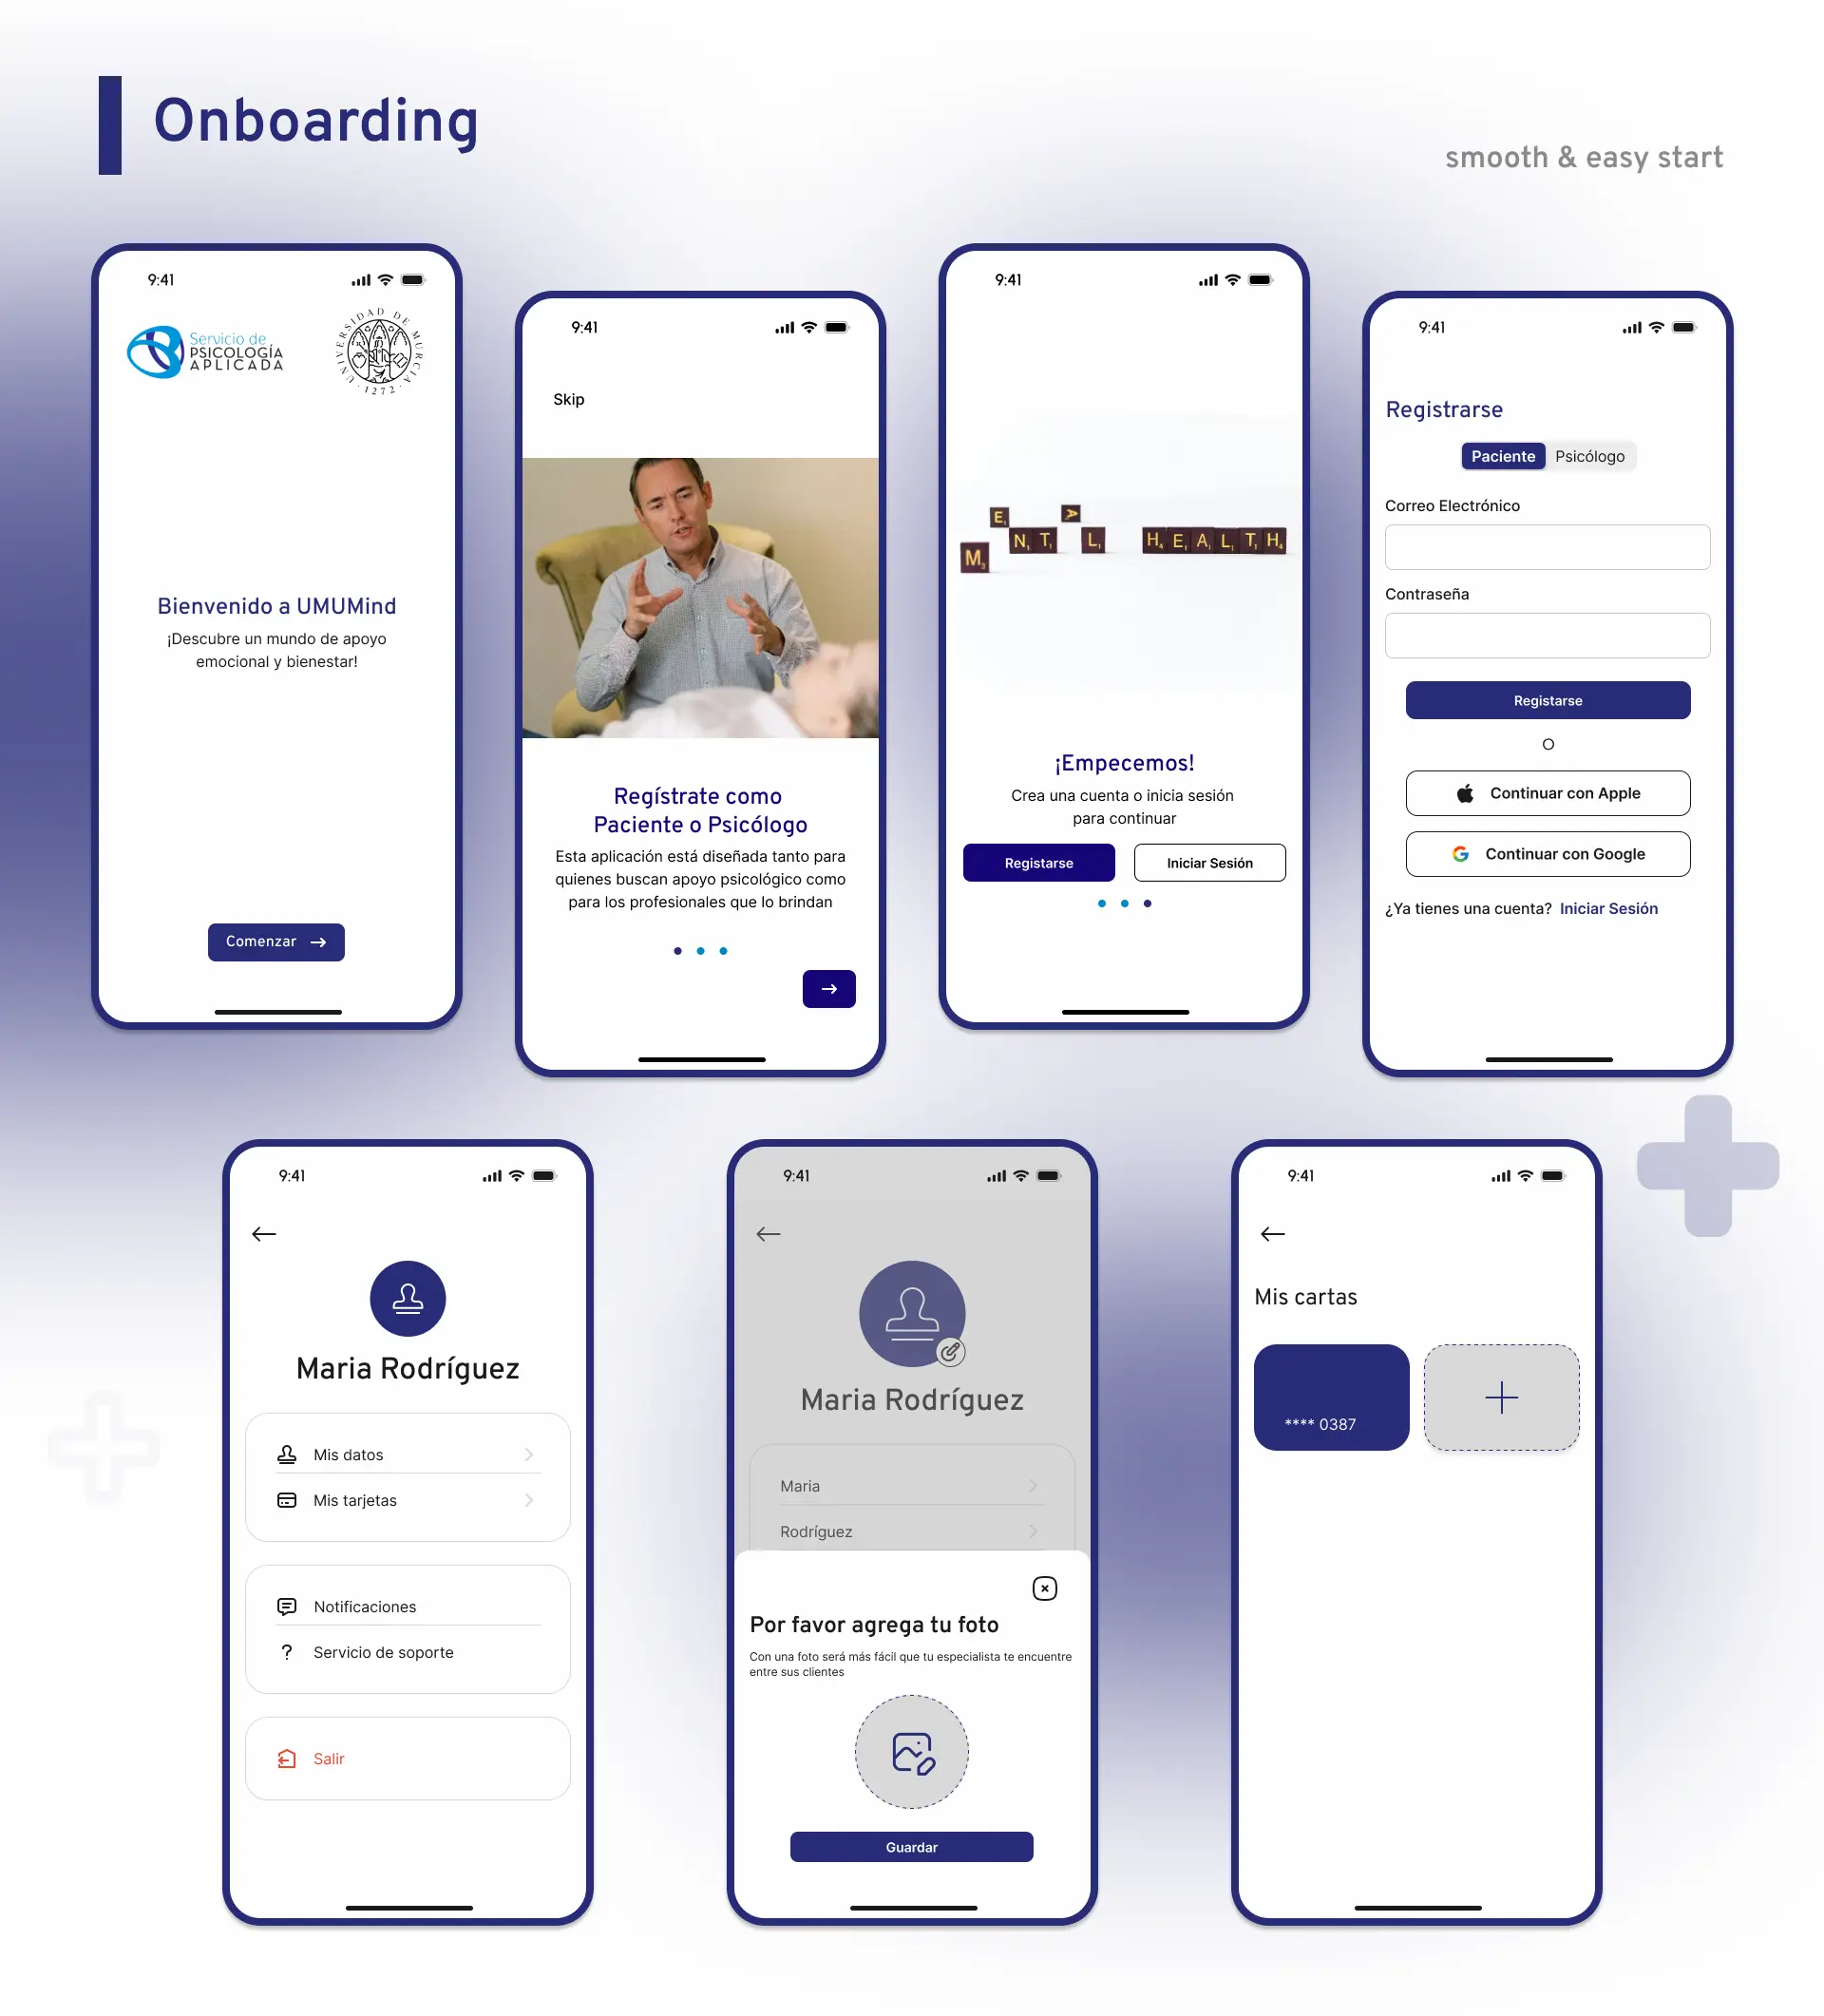 Onboarding
smooth & easy start
9:41
Servicio de
PSICOLOGÍA
APLICADA
UNIVERSIDAD DE MURCIA · 1272 ·
Bienvenido a UMUMind
¡Descubre un mundo de apoyo
emocional y bienestar!
Comenzar
9:41
Skip
Regístrate como
Paciente o Psicólogo
Esta aplicación está diseñada tanto para
quienes buscan apoyo psicológico como
para los profesionales que lo brindan
9:41
MENTAL HEALTH
¡Empecemos!
Crea una cuenta o inicia sesión
para continuar
Registarse Iniciar Sesión
9:41
Registrarse
Paciente Psicólogo
Correo Electrónico
Contraseña
Registarse
O
Continuar con Apple
Continuar con Google
¿Ya tienes una cuenta? Iniciar Sesión
9:41
Maria Rodríguez
Mis datos
Mis tarjetas
Notificaciones
? Servicio de soporte
Salir
9:41
Maria Rodríguez
Maria
Rodríguez
Por favor agrega tu foto
Con una foto será más fácil que tu especialista te encuentre
entre sus clientes
Guardar
9:41
Mis cartas
**** 0387